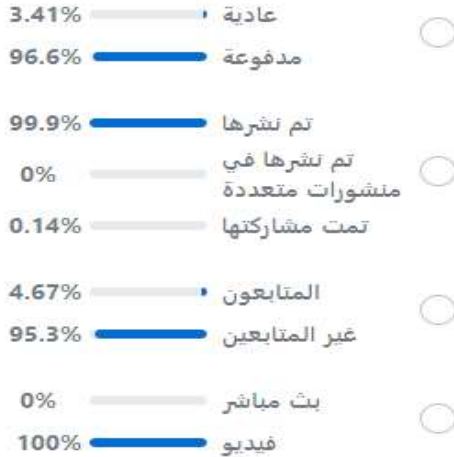 عادية 3.41%
مدفوعة 96.6%
تم نشرها 99.9%
تم نشرها في
منشورات متعددة 0%
تمت مشاركتها 0.14%
المتابعون 4.67%
غير المتابعين 95.3%
بث مباشر 0%
فيديو 100%